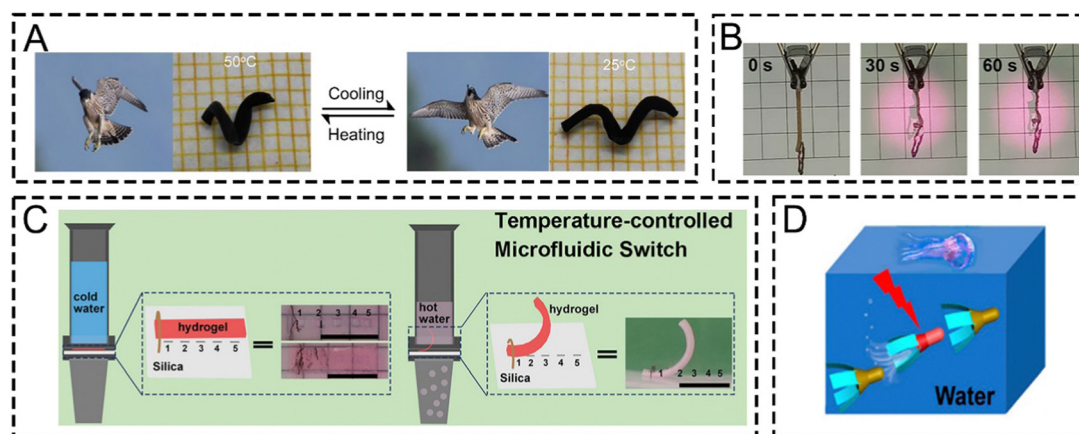 A
50°C
Cooling
Heating
25°C
B
0 s
30 s
60 s
C
Temperature-controlled
Microfluidic Switch
cold
water
hydrogel
1 2 3 4 5
Silica
=
1 2 3 4 5
hot
water
hydrogel
1 2 3 4 5
Silica
=
1 2 3 4 5
D
Water